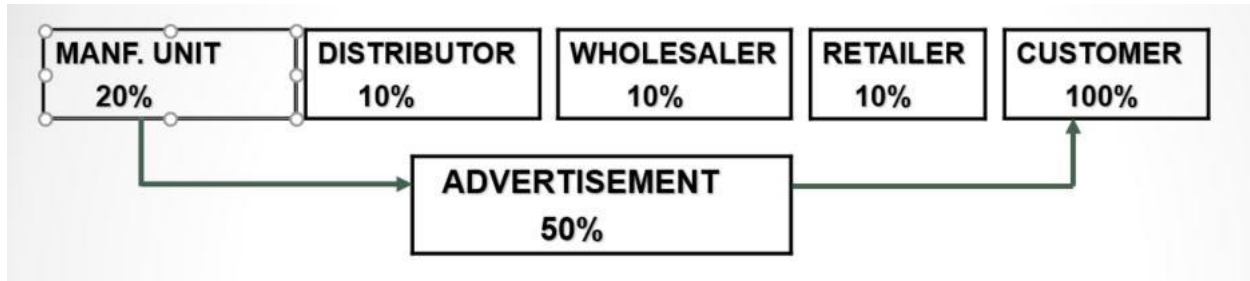 MANF. UNIT
20%
DISTRIBUTOR
10%
WHOLESALER
10%
RETAILER
10%
CUSTOMER
100%
ADVERTISEMENT
50%